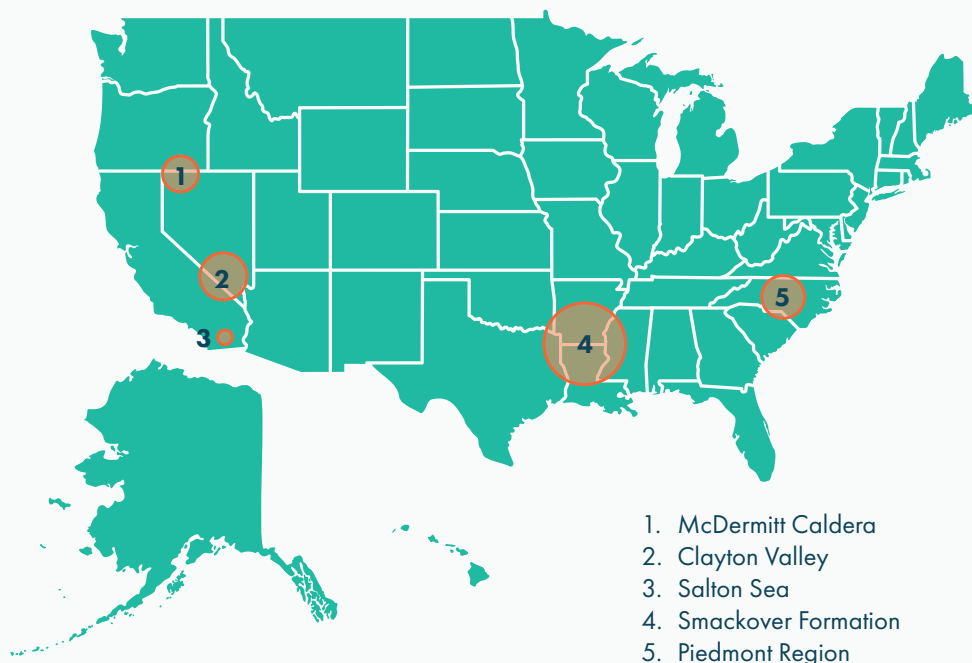 1
2
3
4
5
1. McDermitt Caldera
2. Clayton Valley
3. Salton Sea
4. Smackover Formation
5. Piedmont Region